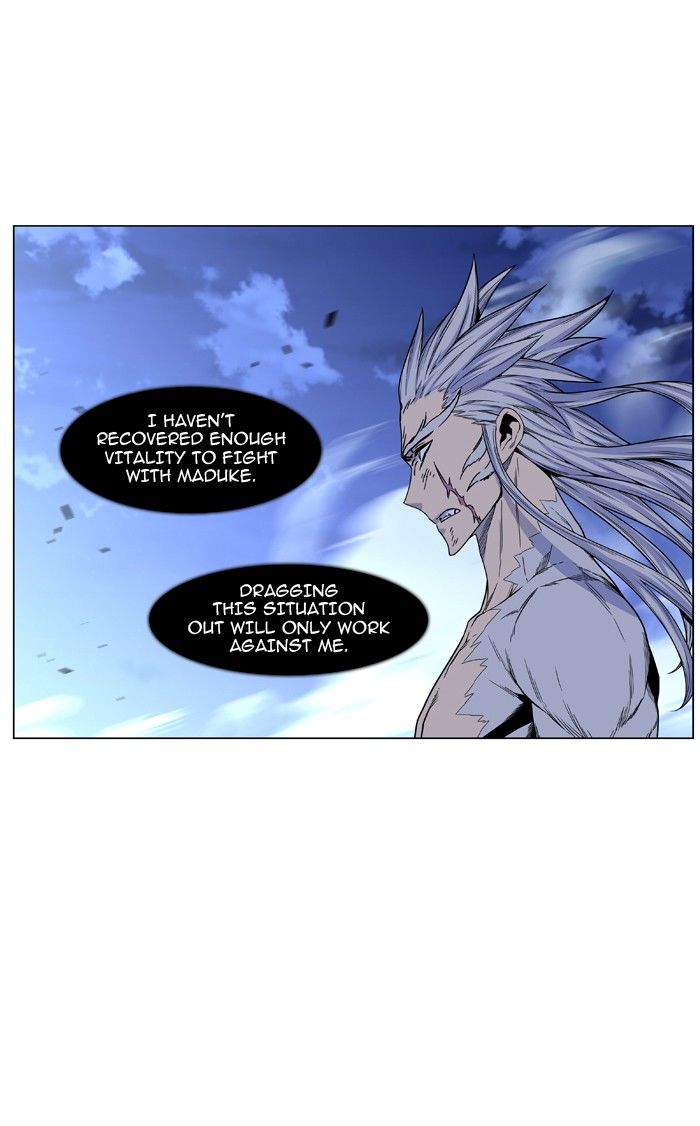 I HAVEN'T
RECOVERED ENOUGH
VITALITY TO FIGHT
WITH MADUKE.
DRAGGING
THIS SITUATION
OUT WILL ONLY WORK
AGAINST ME.